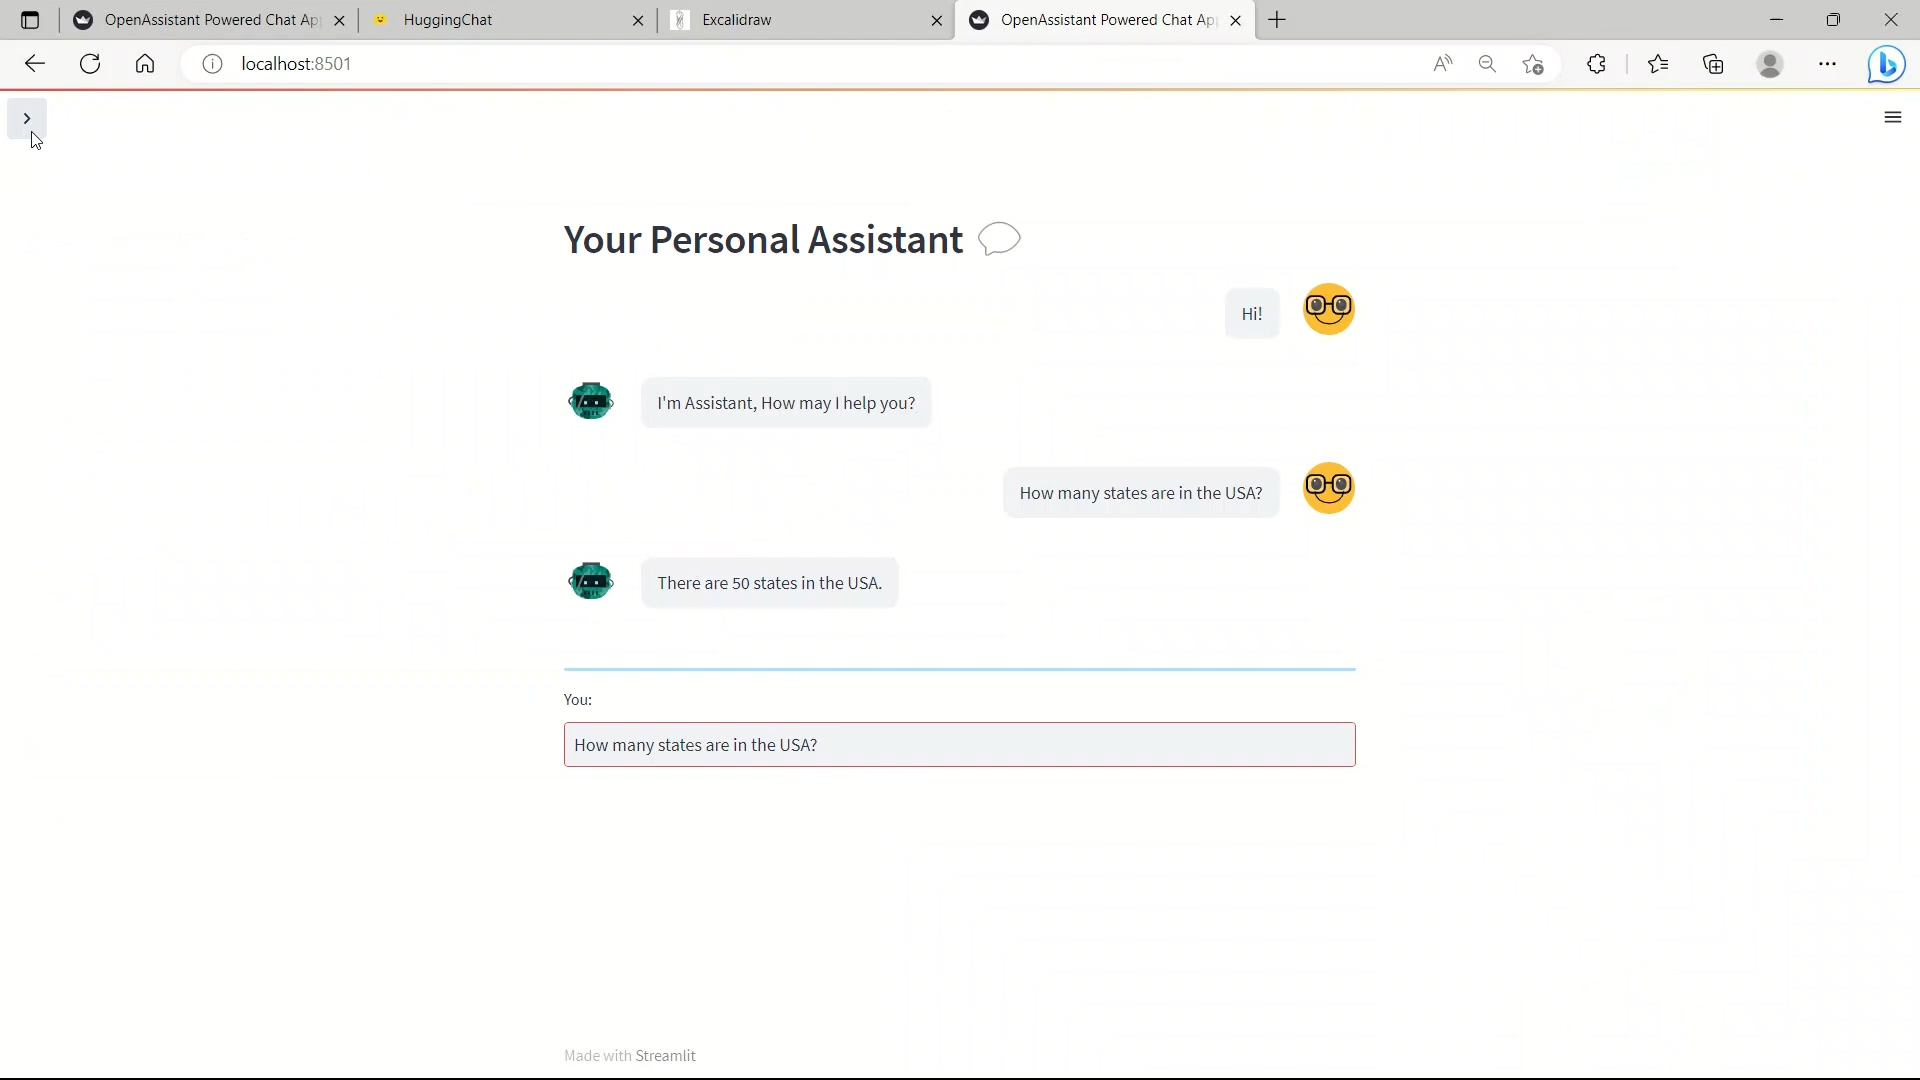 OpenAssistant Powered Chat Ap
HuggingChat
Excalidraw
OpenAssistant Powered Chat Ap
localhost:8501
Your Personal Assistant
Hi!
I'm Assistant, How may I help you?
How many states are in the USA?
There are 50 states in the USA.
You:
How many states are in the USA?
Made with Streamlit